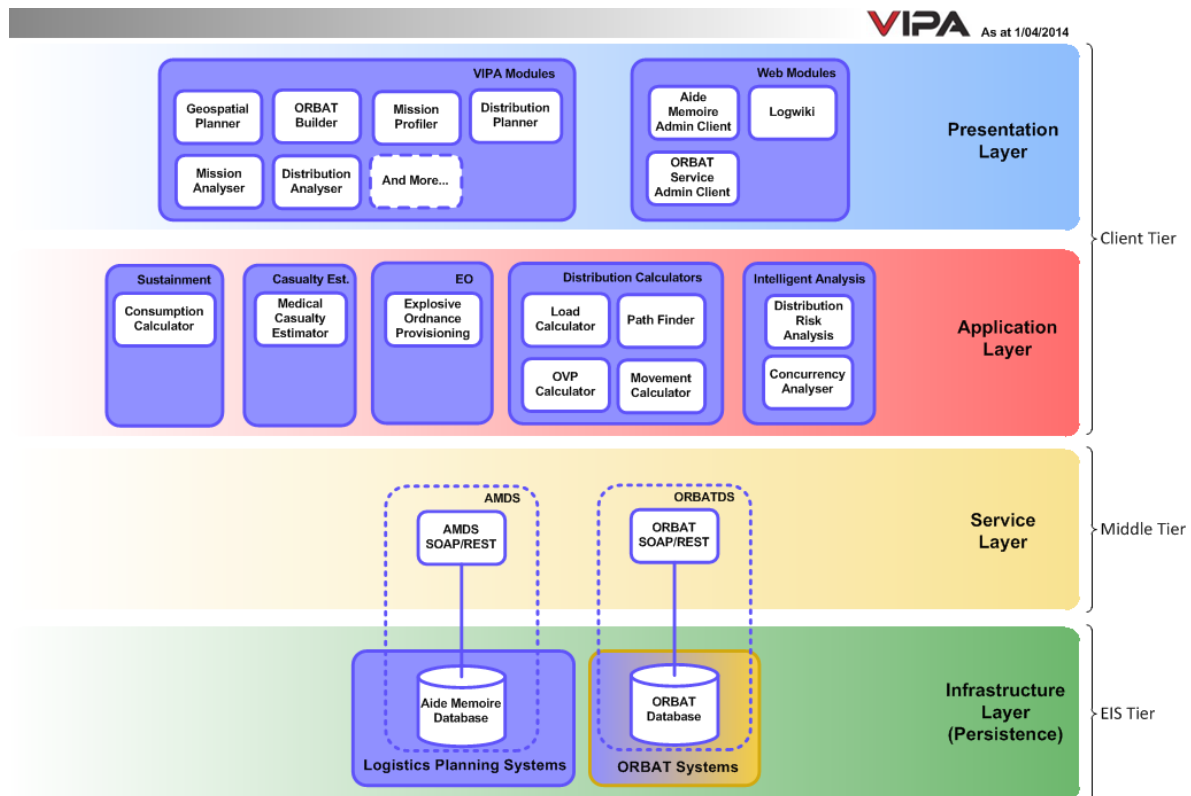 VIPA As at 1/04/2014
VIPA Modules
Geospatial
Planner
ORBAT
Builder
Mission
Profiler
Distribution
Planner
Mission
Analyser
Distribution
Analyser
And More...
Web Modules
Aide
Memoire
Admin Client
Logwiki
ORBAT
Service
Admin Client
Presentation
Layer
Client Tier
Sustainment
Consumption
Calculator
Casualty Est.
Medical
Casualty
Estimator
EO
Explosive
Ordnance
Provisioning
Distribution Calculators
Load
Calculator
Path Finder
OVP
Calculator
Movement
Calculator
Intelligent Analysis
Distribution
Risk
Analysis
Concurrency
Analyser
Application
Layer
AMDS
AMDS
SOAP/REST
ORBATDS
ORBAT
SOAP/REST
Service
Layer
Middle Tier
Aide Memoire
Database
Logistics Planning Systems
ORBAT
Database
ORBAT Systems
Infrastructure
Layer
(Persistence)
EIS Tier